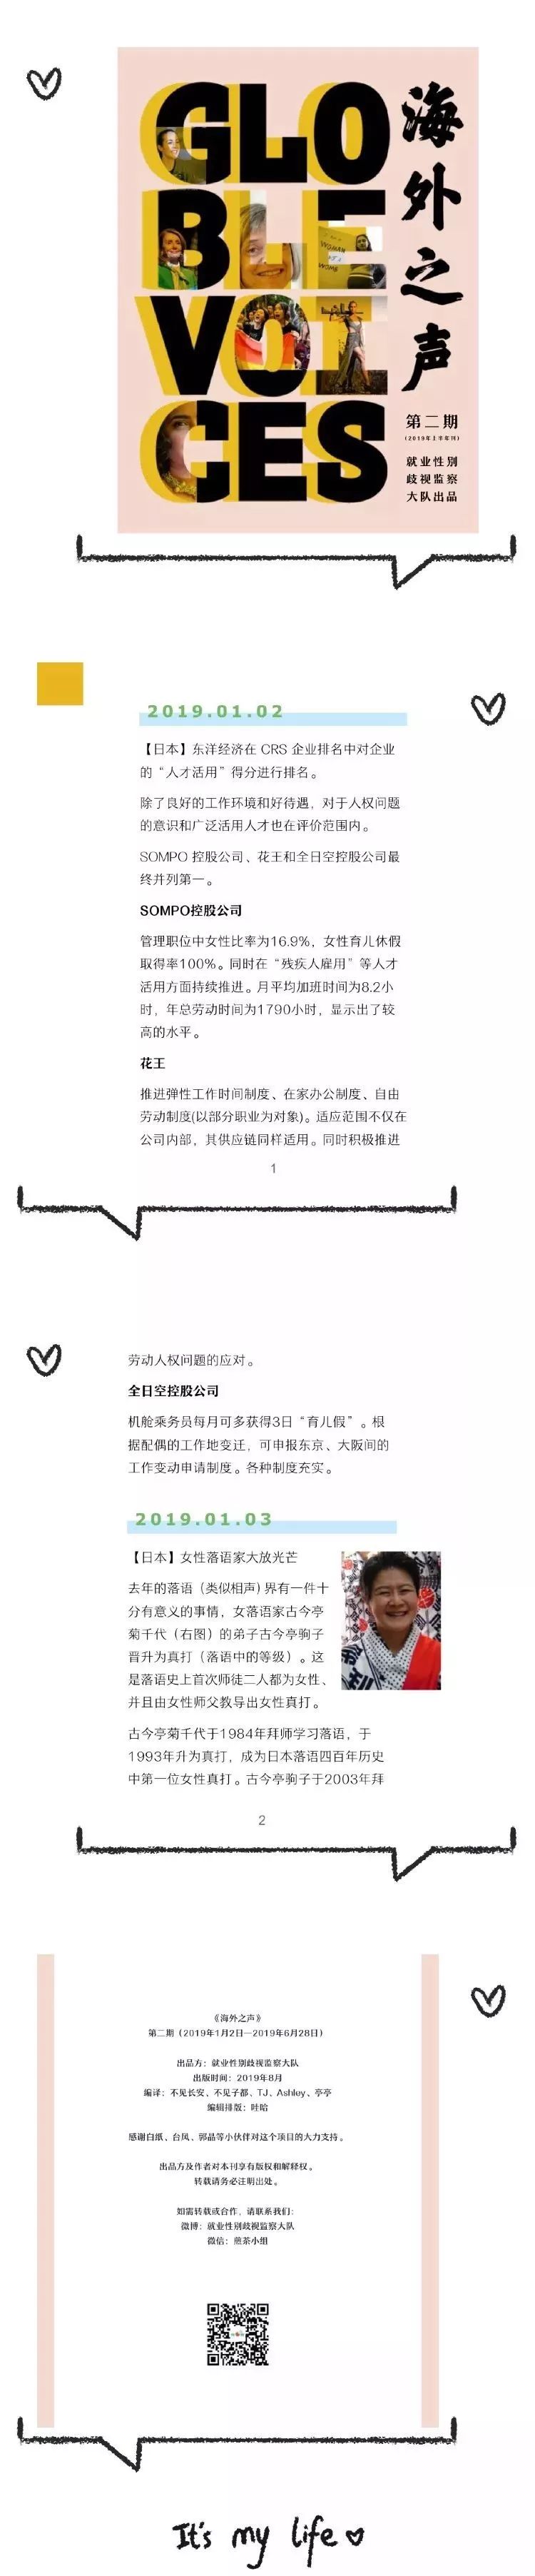 GLO
BLE
VOI
CES
海外之声
第二期
(2019年上半年刊)
就业性别
歧视监察
大队出品
2019.01.02
【日本】东洋经济在 CRS 企业排名中对企业
的“人才活用”得分进行排名。
除了良好的工作环境和好待遇，对于人权问题
的意识和广泛活用人才也在评价范围内。
SOMPO 控股公司、花王和全日空控股公司最
终并列第一。
SOMPO控股公司
管理职位中女性比率为16.9%，女性育儿休假
取得率100%。同时在“残疾人雇用”等人才
活用方面持续推进。月平均加班时间为8.2小
时，年总劳动时间为1790小时，显示出了较
高的水平。
花王
推进弹性工作时间制度、在家办公制度、自由
劳动制度(以部分职业为对象)。适应范围不仅在
公司内部，其供应链同样适用。同时积极推进
1
劳动人权问题的应对。
全日空控股公司
机舱乘务员每月可多获得3日“育儿假”。根
据配偶的工作地变迁，可申报东京、大阪间的
工作变动申请制度。各种制度充实。
2019.01.03
【日本】女性落语家大放光芒
去年的落语（类似相声）界有一件十
分有意义的事情，女落语家古今亭
菊千代（右图）的弟子古今亭驹子
晋升为真打（落语中的等级）。这
是落语史上首次师徒二人都为女性、
并且由女性师父教导出女性真打。
古今亭菊千代于1984年拜师学习落语，于
1993年升为真打，成为日本落语四百年历史
中第一位女性真打。古今亭驹子于2003年拜
2
《海外之声》
第二期（2019年1月2日—2019年6月28日）
出品方：就业性别歧视监察大队
出版时间：2019年8月
编译：不见长安、不见子都、TJ、Ashley、亭亭
编辑排版：哇哈
感谢白纸、台风、郭晶等小伙伴对这个项目的大力支持。
出品方及作者对本刊享有版权和解释权。
转载请务必注明出处。
如需转载或合作，请联系我们：
微博：就业性别歧视监察大队
微信：煎茶小组
It's my life